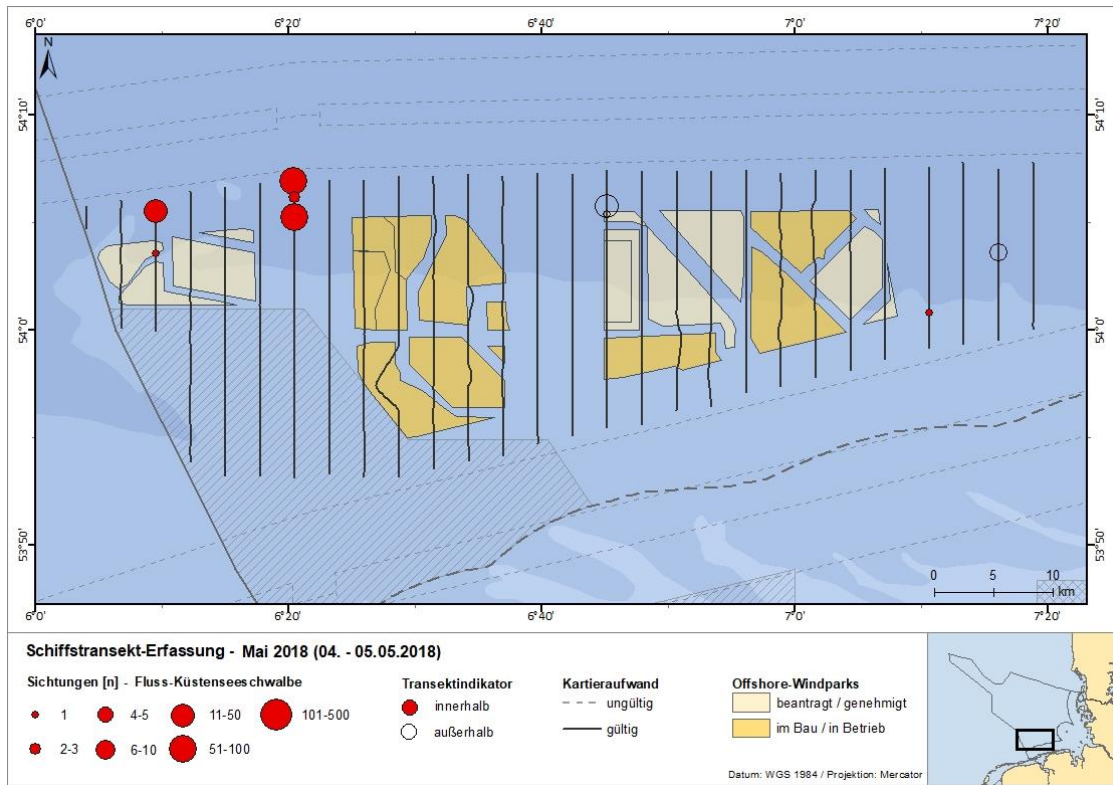 6°0' 6°20' 6°40' 7°0' 7°20'
N
54°10' 54°10'
54°0' 54°0'
53°50' 53°50'
0 5 10
km
6°0' 6°20' 6°40' 7°0' 7°20'
Schiffstransekt-Erfassung - Mai 2018 (04. - 05.05.2018)
Sichtungen [n] - Fluss-Küstenseeschwalbe
1 4-5 11-50 101-500
2-3 6-10 51-100
Transektindikator
innerhalb
außerhalb
Kartieraufwand
ungültig
gültig
Offshore-Windparks
beantragt / genehmigt
im Bau / in Betrieb
Datum: WGS 1984 / Projektion: Mercator